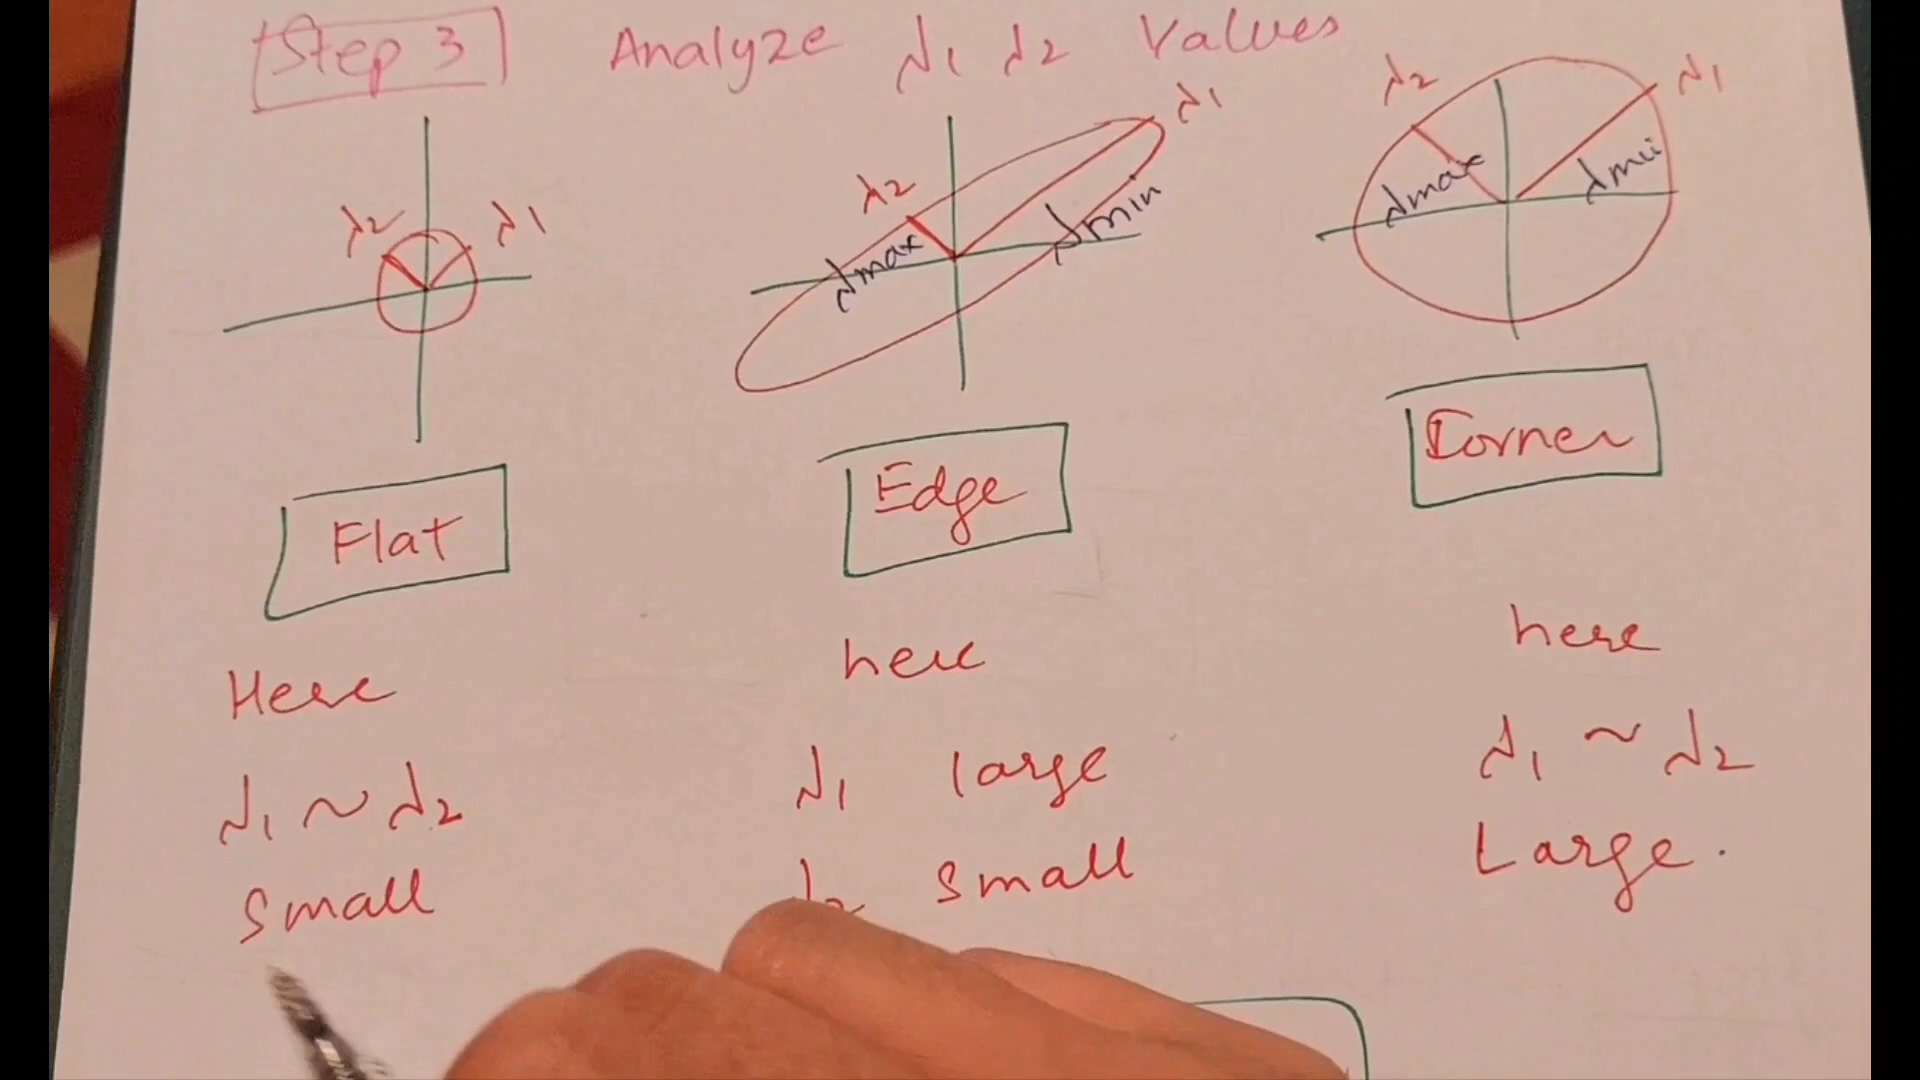 Step 3 Analyze λ1 λ2 Values
λ2 λ1
λ2 λ1
λmax λmin
λ2 λ1
λmax
Flat
Edge
Corner
Here
λ1 ~ λ2
Small
here
λ1 large
λ2 small
here
λ1 ~ λ2
Large.